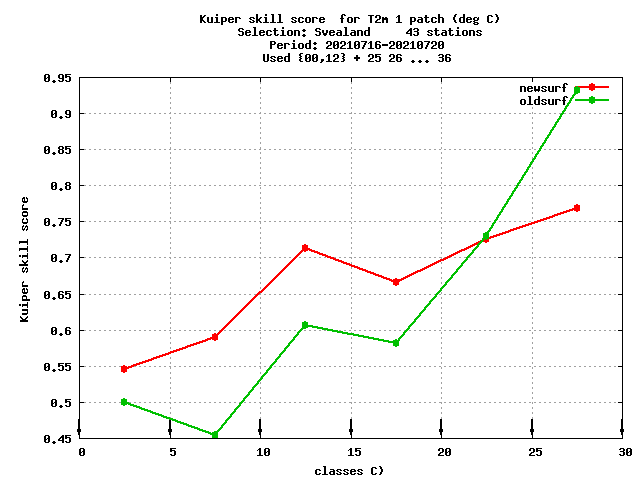 Kuiper skill score  for T2m 1 patch (deg C)
Selection: Svealand     43 stations
Period: 20210716-20210720
Used {00,12} + 25 26 ... 36
newsurf
oldsurf
0.95
0.9
0.85
0.8
0.75
0.7
0.65
0.6
0.55
0.5
0.45
Kuiper skill score
0 5 10 15 20 25 30
classes C)